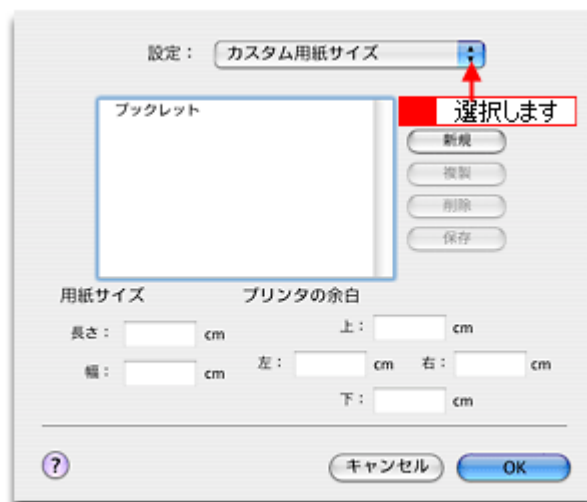 設定： カスタム用紙サイズ
ブックレット
選択します
新規
複製
削除
保存
用紙サイズ
プリンタの余白
長さ： cm
幅： cm
上： cm
左： cm 右： cm
下： cm
? キャンセル OK